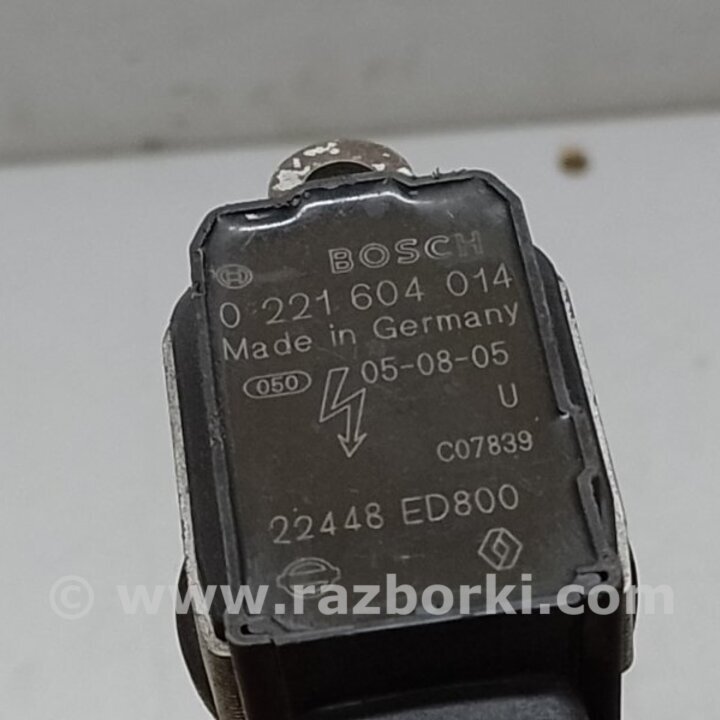 BOSCH
0 221 604 014
Made in Germany
050 05-08-05
U
C07839
22448 ED800
© www.razborki.com